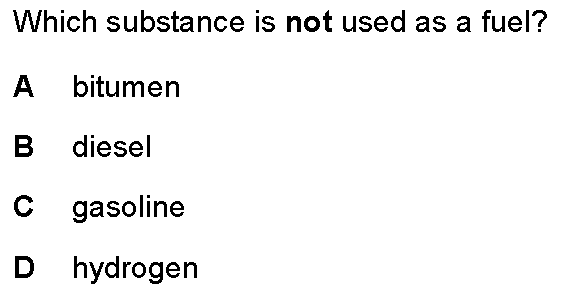 Which substance is not used as a fuel?
A bitumen
B diesel
C gasoline
D hydrogen